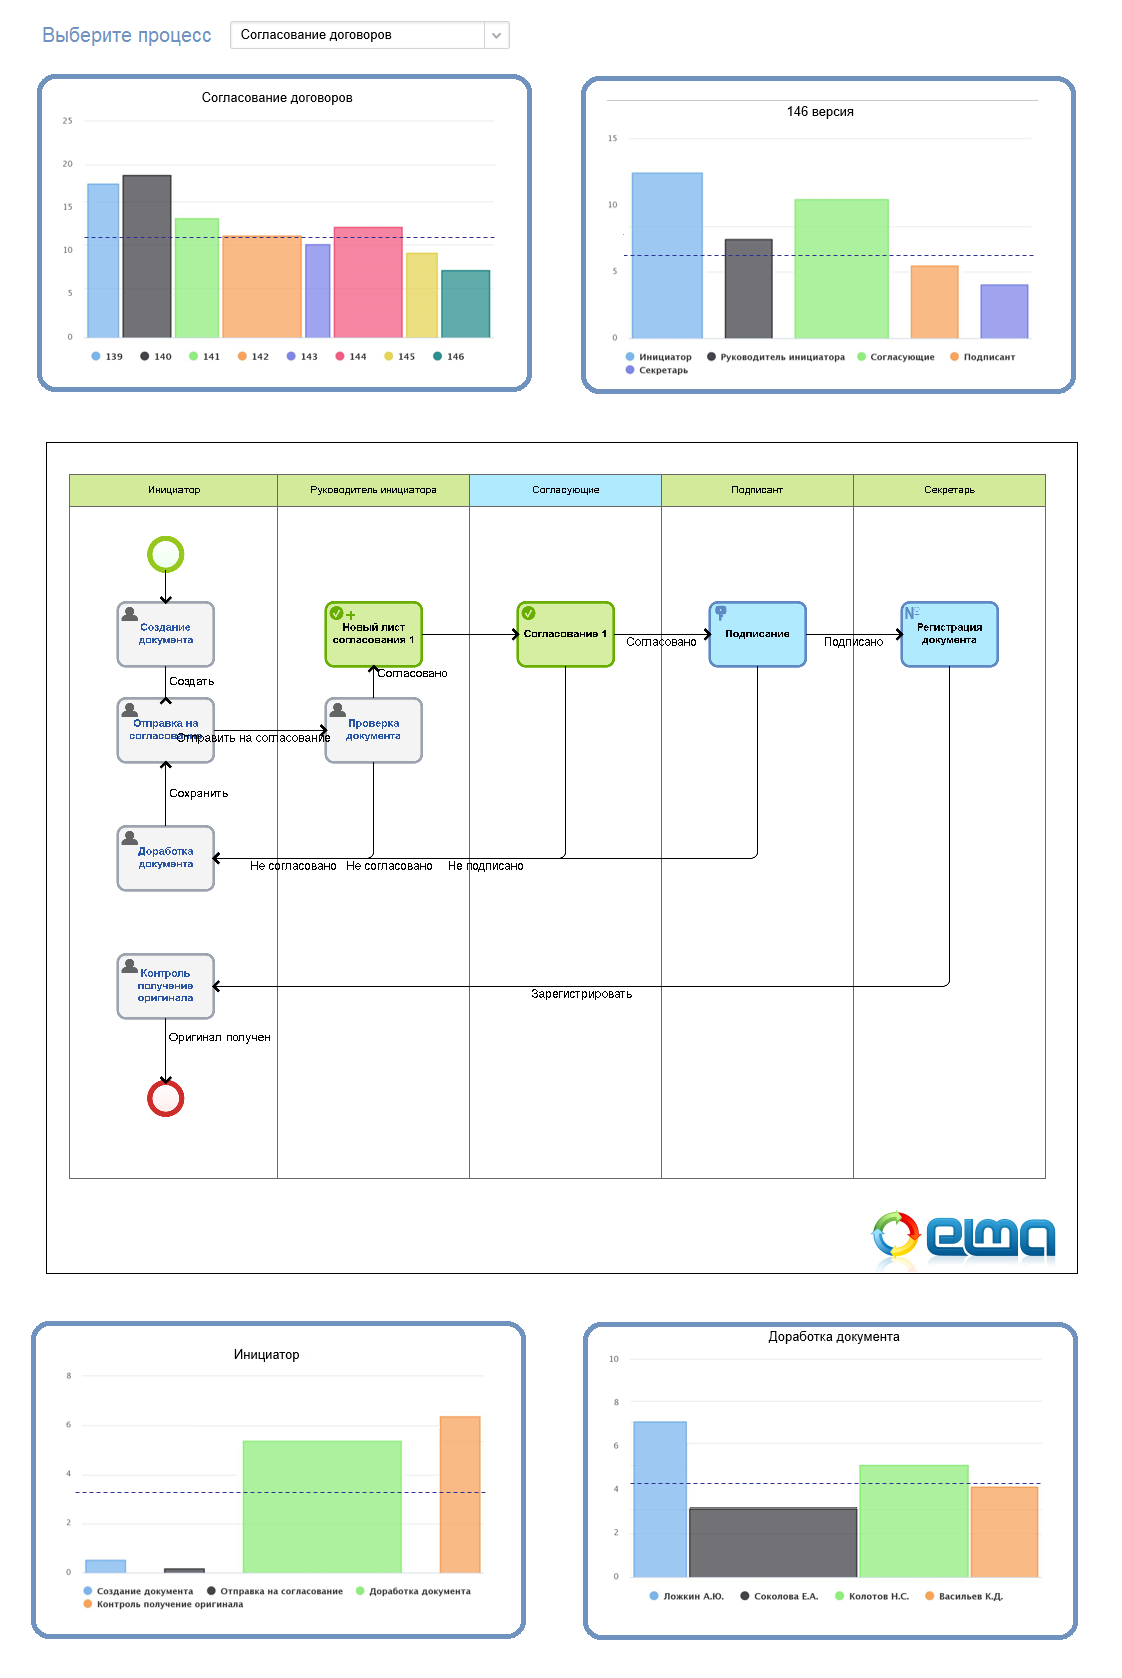 Выберите процесс
Согласование договоров
Согласование договоров
25
20
15
10
5
0
139 140 141 142 143 144 145 146
146 версия
15
10
5
0
Инициатор Руководитель инициатора Согласующие Подписант
Секретарь
Инициатор Руководитель инициатора Согласующие Подписант Секретарь
Создание
документа
Новый лист
согласования 1
Согласование 1
Согласовано
Подписание
Подписано
№
Регистрация
документа
Создать
Согласовано
Отправка на
согласование
Отправить на согласование
Проверка
документа
Сохранить
Доработка
документа
Не согласовано Не согласовано Не подписано
Контроль
получение
оригинала
Зарегистрировать
Оригинал получен
elma
Инициатор
8
6
4
2
0
Создание документа Отправка на согласование Доработка документа
Контроль получение оригинала
Доработка документа
10
8
6
4
2
0
Ложкин А.Ю. Соколова Е.А. Колотов Н.С. Васильев К.Д.